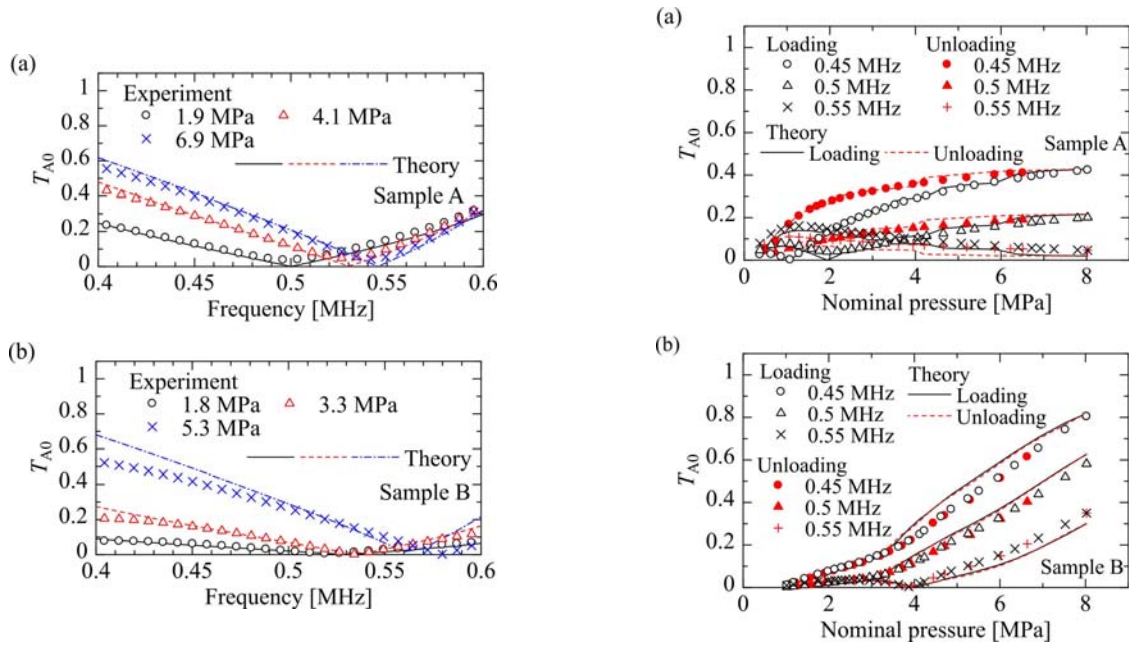 (a)
1
0.8
0.6
0.4
0.2
0
T_A0
Experiment
1.9 MPa
4.1 MPa
6.9 MPa
Theory
Sample A
0.4 0.45 0.5 0.55 0.6
Frequency [MHz]
(b)
1
0.8
0.6
0.4
0.2
0
T_A0
Experiment
1.8 MPa
3.3 MPa
5.3 MPa
Theory
Sample B
0.4 0.45 0.5 0.55 0.6
Frequency [MHz]
(a)
1
0.8
0.6
0.4
0.2
0
T_A0
Loading
0.45 MHz
0.5 MHz
0.55 MHz
Unloading
0.45 MHz
0.5 MHz
0.55 MHz
Theory
Loading
Unloading
Sample A
0 2 4 6 8
Nominal pressure [MPa]
(b)
1
0.8
0.6
0.4
0.2
0
T_A0
Loading
0.45 MHz
0.5 MHz
0.55 MHz
Theory
Loading
Unloading
Unloading
0.45 MHz
0.5 MHz
0.55 MHz
Sample B
0 2 4 6 8
Nominal pressure [MPa]